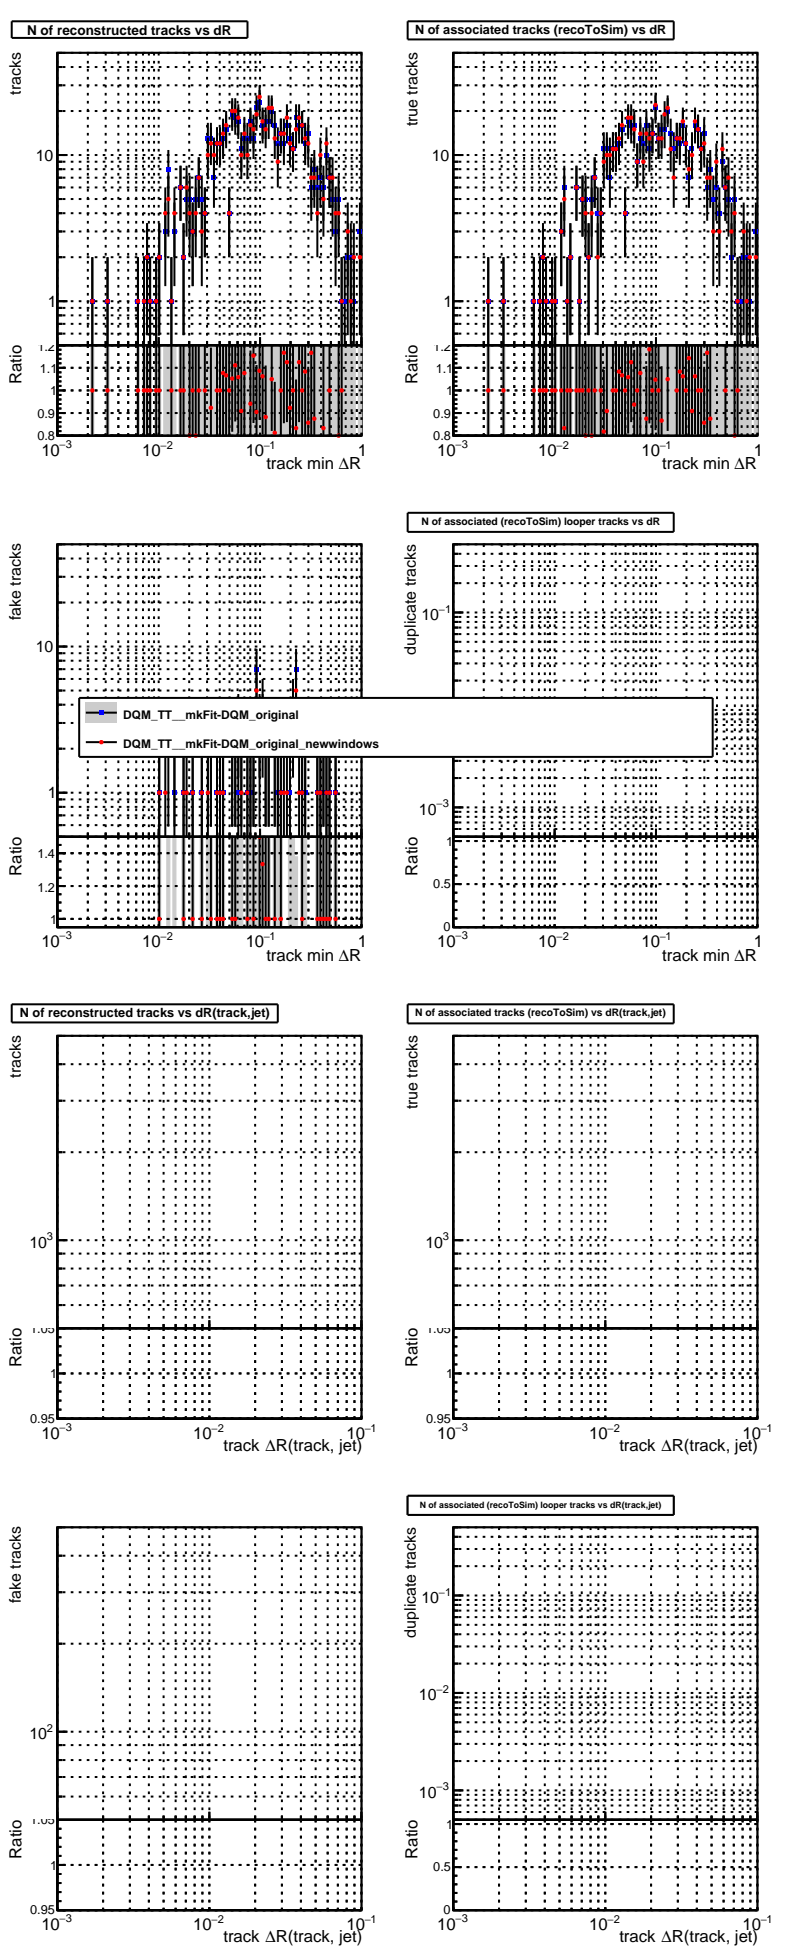 N of reconstructed tracks vs dR
tracks
10
1
Ratio
1.2
1.1
1
0.9
0.8
10⁻³ 10⁻² 10⁻¹ 1
track min ΔR
N of associated tracks (recoToSim) vs dR
true tracks
10
1
Ratio
1.2
1.1
1
0.9
0.8
10⁻³ 10⁻² 10⁻¹ 1
track min ΔR
fake tracks
10
1
Ratio
1.4
1.2
1
10⁻³ 10⁻² 10⁻¹ 1
track min ΔR
N of associated (recoToSim) looper tracks vs dR
duplicate tracks
10⁻¹
10⁻³
Ratio
1
0.5
0
10⁻³ 10⁻² 10⁻¹ 1
track min ΔR
DQM_TT__mkFit-DQM_original
DQM_TT__mkFit-DQM_original_newwindows
N of reconstructed tracks vs dR(track,jet)
tracks
10³
Ratio
1.05
1
0.95
10⁻³ 10⁻² 10⁻¹
track ΔR(track, jet)
N of associated tracks (recoToSim) vs dR(track,jet)
true tracks
10³
Ratio
1.05
1
0.95
10⁻³ 10⁻² 10⁻¹
track ΔR(track, jet)
fake tracks
10²
Ratio
1.05
1
0.95
10⁻³ 10⁻² 10⁻¹
track ΔR(track, jet)
N of associated (recoToSim) looper tracks vs dR(track,jet)
duplicate tracks
10⁻¹
10⁻²
10⁻³
Ratio
1
0.5
0
10⁻³ 10⁻² 10⁻¹
track ΔR(track, jet)